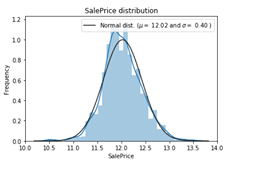 SalePrice distribution
Normal dist. (μ = 12.02 and σ = 0.40 )
Frequency
1.2
1.0
0.8
0.6
0.4
0.2
0.0
10.0 10.5 11.0 11.5 12.0 12.5 13.0 13.5 14.0
SalePrice